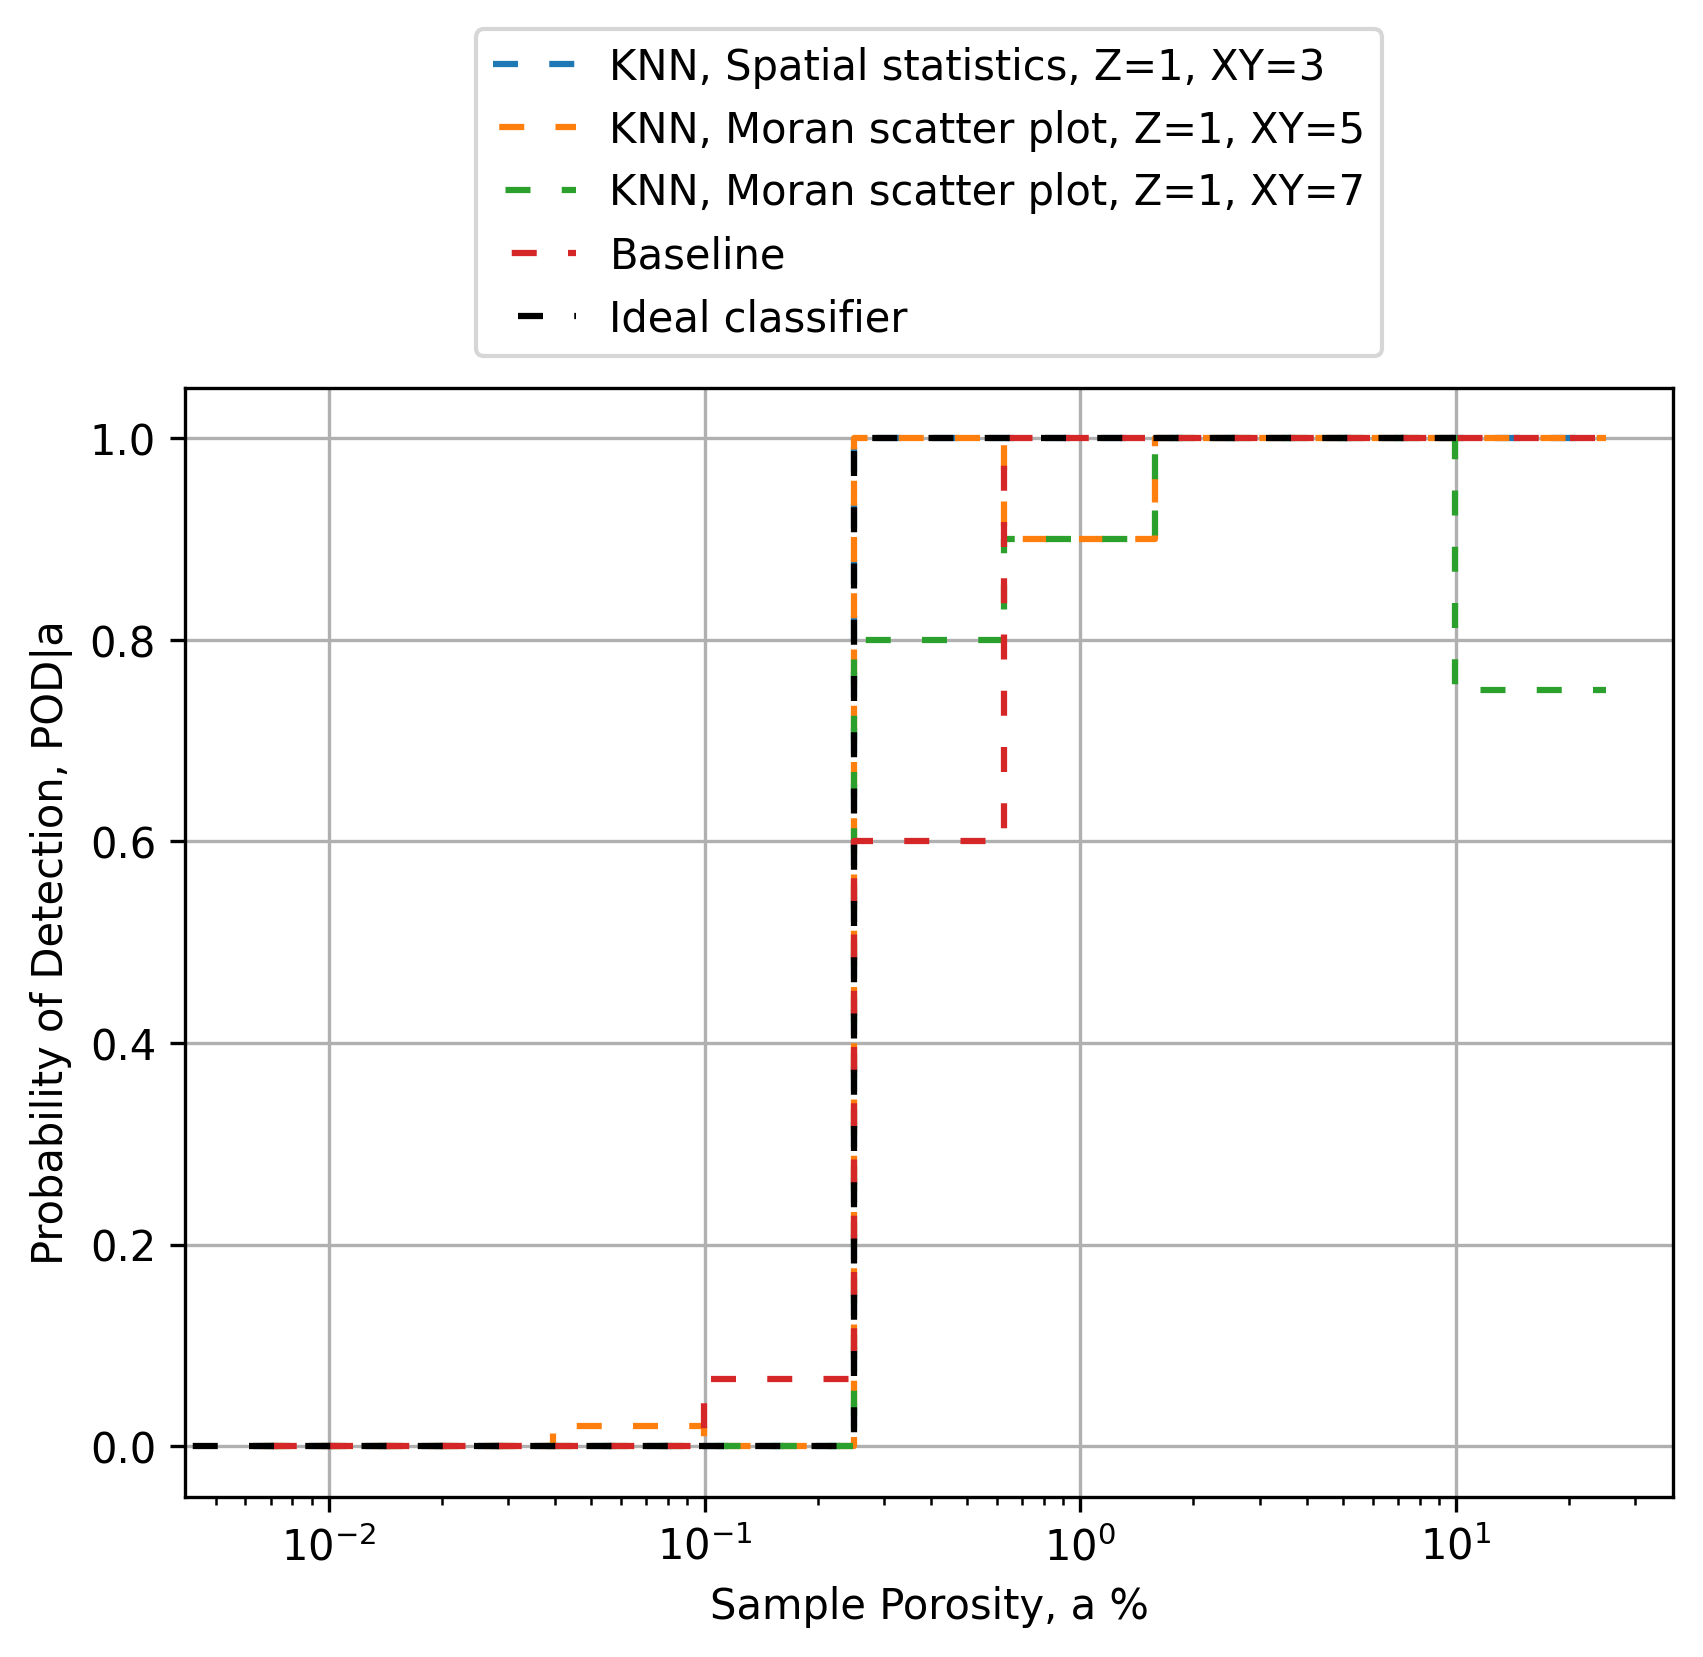 KNN, Spatial statistics, Z=1, XY=3
KNN, Moran scatter plot, Z=1, XY=5
KNN, Moran scatter plot, Z=1, XY=7
Baseline
Ideal classifier
1.0
0.8
0.6
0.4
0.2
0.0
Probability of Detection, POD|a
10⁻² 10⁻¹ 10⁰ 10¹
Sample Porosity, a %